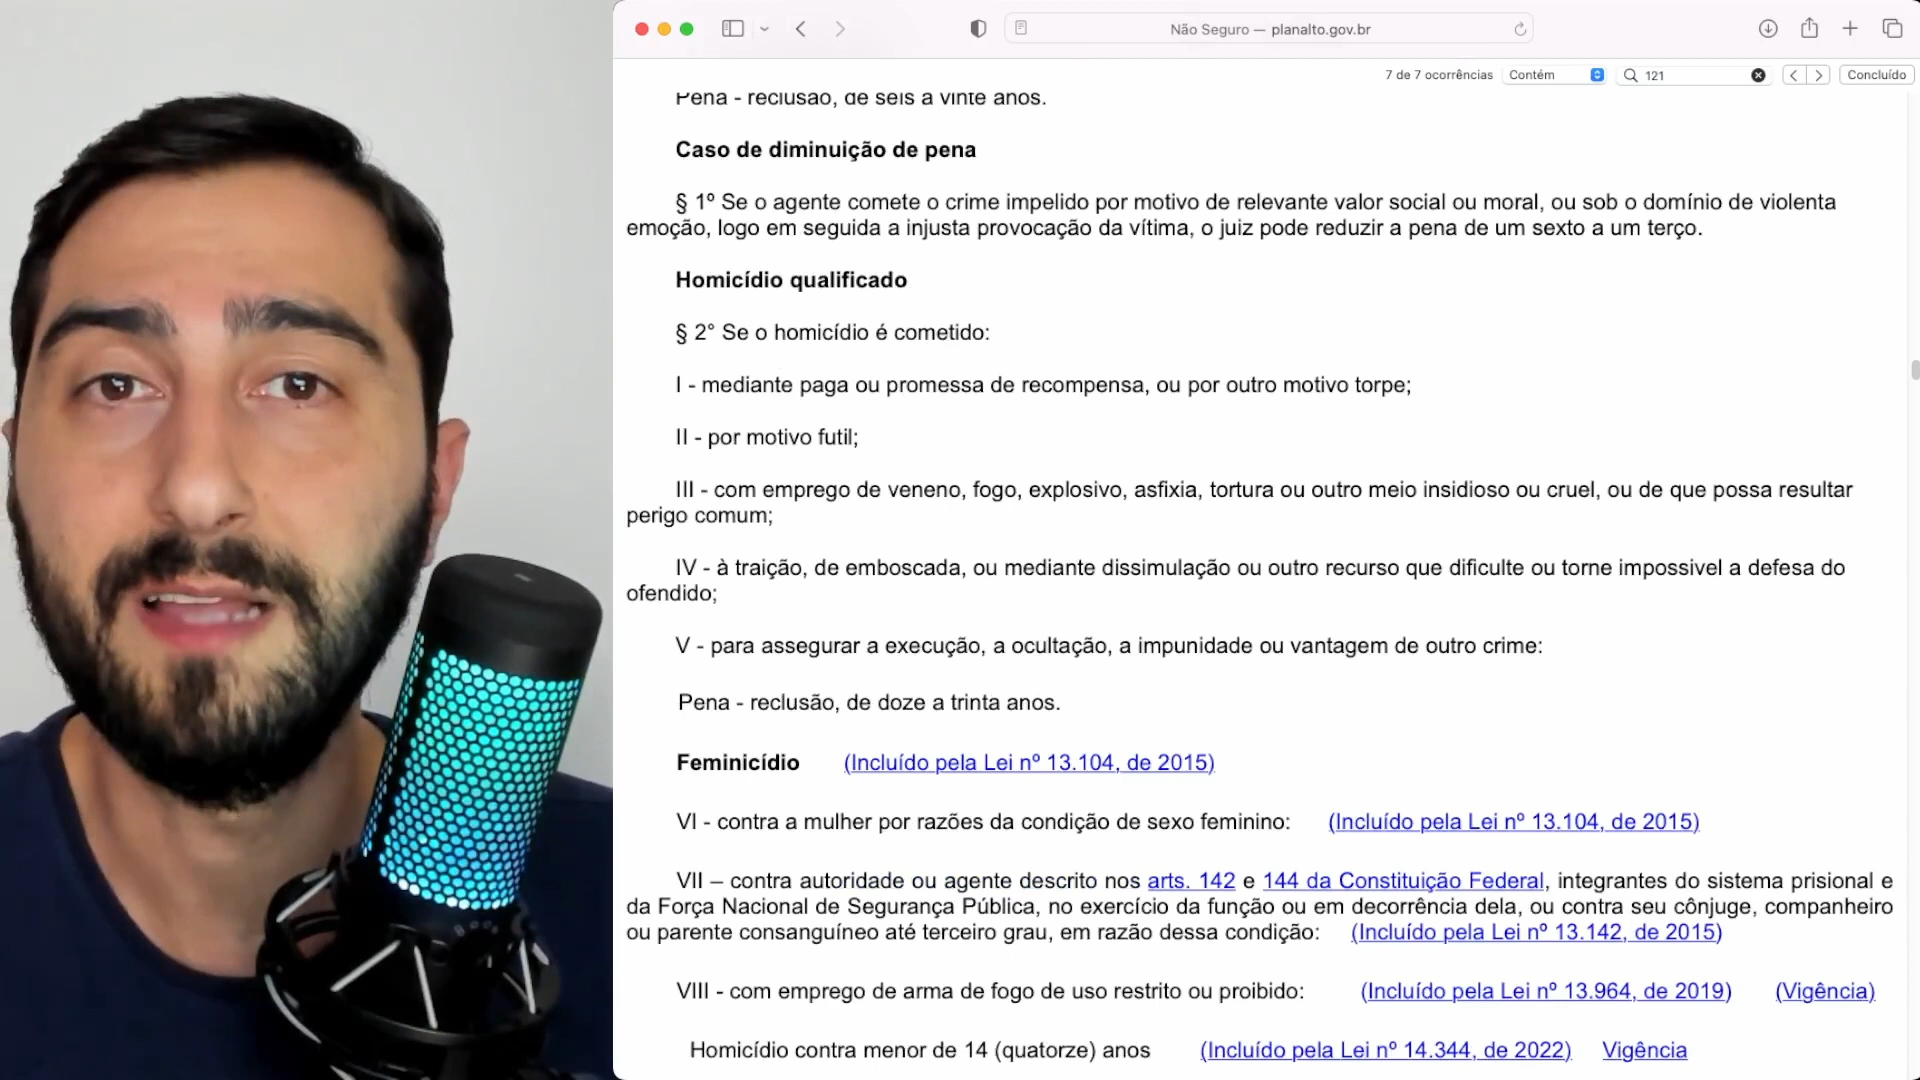 Não Seguro — planalto.gov.br
7 de 7 ocorrências Contém 121 Concluído
Pena - reclusão, de seis a vinte anos.
Caso de diminuição de pena
§ 1º Se o agente comete o crime impelido por motivo de relevante valor social ou moral, ou sob o domínio de violenta
emoção, logo em seguida a injusta provocação da vítima, o juiz pode reduzir a pena de um sexto a um terço.
Homicídio qualificado
§ 2° Se o homicídio é cometido:
I - mediante paga ou promessa de recompensa, ou por outro motivo torpe;
II - por motivo futil;
III - com emprego de veneno, fogo, explosivo, asfixia, tortura ou outro meio insidioso ou cruel, ou de que possa resultar
perigo comum;
IV - à traição, de emboscada, ou mediante dissimulação ou outro recurso que dificulte ou torne impossivel a defesa do
ofendido;
V - para assegurar a execução, a ocultação, a impunidade ou vantagem de outro crime:
Pena - reclusão, de doze a trinta anos.
Feminicídio (Incluído pela Lei nº 13.104, de 2015)
VI - contra a mulher por razões da condição de sexo feminino: (Incluído pela Lei nº 13.104, de 2015)
VII – contra autoridade ou agente descrito nos arts. 142 e 144 da Constituição Federal, integrantes do sistema prisional e
da Força Nacional de Segurança Pública, no exercício da função ou em decorrência dela, ou contra seu cônjuge, companheiro
ou parente consanguíneo até terceiro grau, em razão dessa condição: (Incluído pela Lei nº 13.142, de 2015)
VIII - com emprego de arma de fogo de uso restrito ou proibido: (Incluído pela Lei nº 13.964, de 2019) (Vigência)
Homicídio contra menor de 14 (quatorze) anos (Incluído pela Lei nº 14.344, de 2022) Vigência